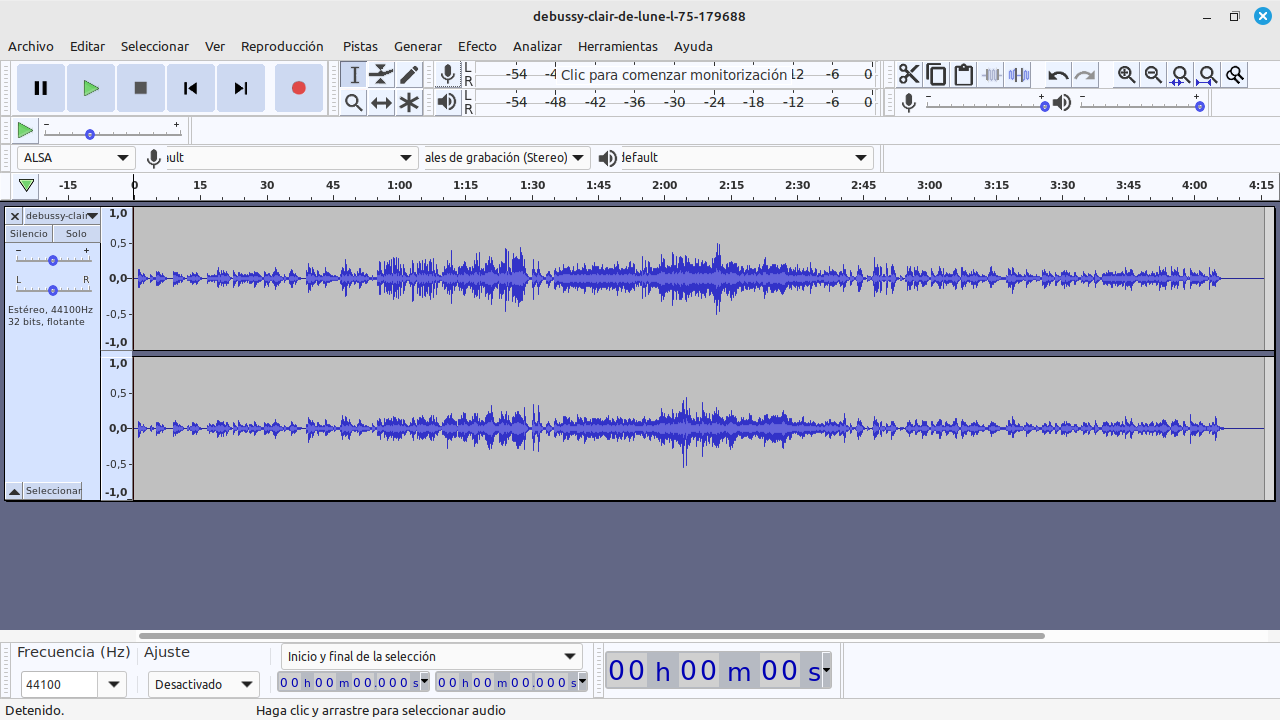 debussy-clair-de-lune-l-75-179688
Archivo Editar Seleccionar Ver Reproducción Pistas Generar Efecto Analizar Herramientas Ayuda
L R -54 -4 Clic para comenzar monitorización 12 -6 0
L R -54 -48 -42 -36 -30 -24 -18 -12 -6 0
- + - +
- +
ALSA ault ales de grabación (Stereo) default
-15 0 15 30 45 1:00 1:15 1:30 1:45 2:00 2:15 2:30 2:45 3:00 3:15 3:30 3:45 4:00 4:15
debussy-clair
Silencio Solo
- +
L R
Estéreo, 44100Hz
32 bits, flotante
Seleccionar
1,0
0,5
0,0
-0,5
-1,0
1,0
0,5
0,0
-0,5
-1,0
Frecuencia (Hz) Ajuste Inicio y final de la selección
44100 Desactivado 00 h 00 m 00.000 s 00 h 00 m 00.000 s
00 h 00 m 00 s
Detenido. Haga clic y arrastre para seleccionar audio